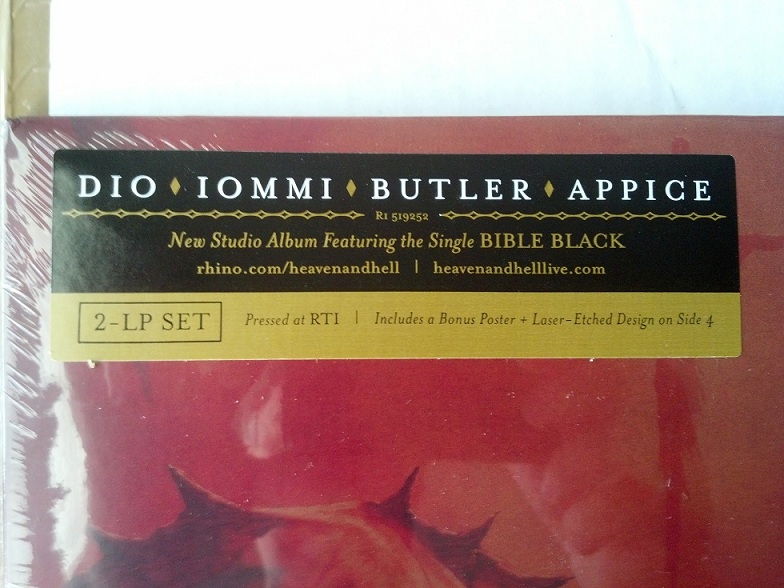 DIO ♦ IOMMI ♦ BUTLER ♦ APPICE
R1 519252
New Studio Album Featuring the Single BIBLE BLACK
rhino.com/heavenandhell | heavenandhelllive.com
2-LP SET Pressed at RTI | Includes a Bonus Poster + Laser-Etched Design on Side 4